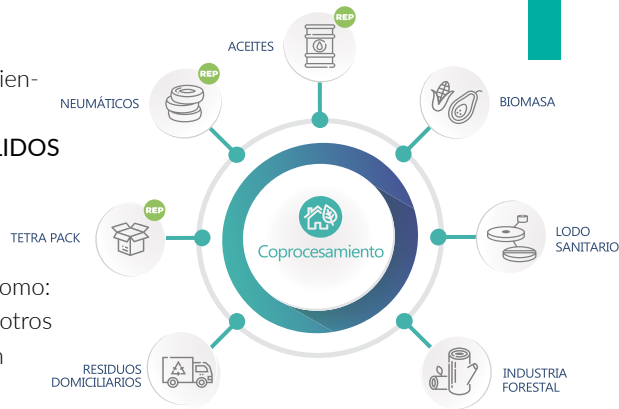 ien-
LIDOS
omo:
otros
n
REP
ACEITES
REP
NEUMÁTICOS
BIOMASA
REP
TETRA PACK
LODO
SANITARIO
Coprocesamiento
RESIDUOS
DOMICILIARIOS
INDUSTRIA
FORESTAL